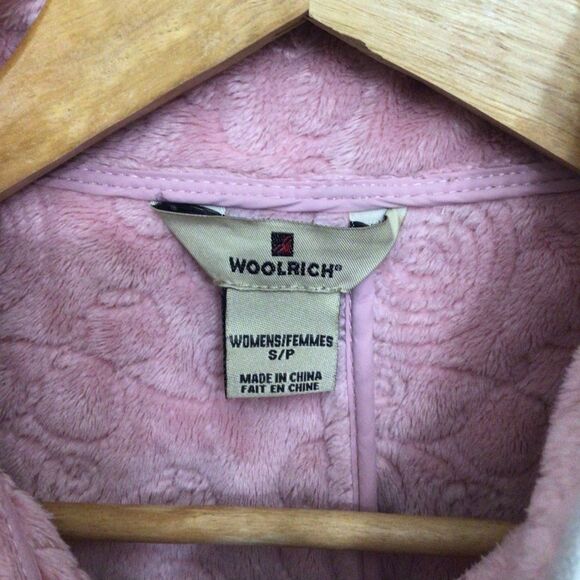 WOOLRICH®
WOMENS/FEMMES
S/P
MADE IN CHINA
FAIT EN CHINE